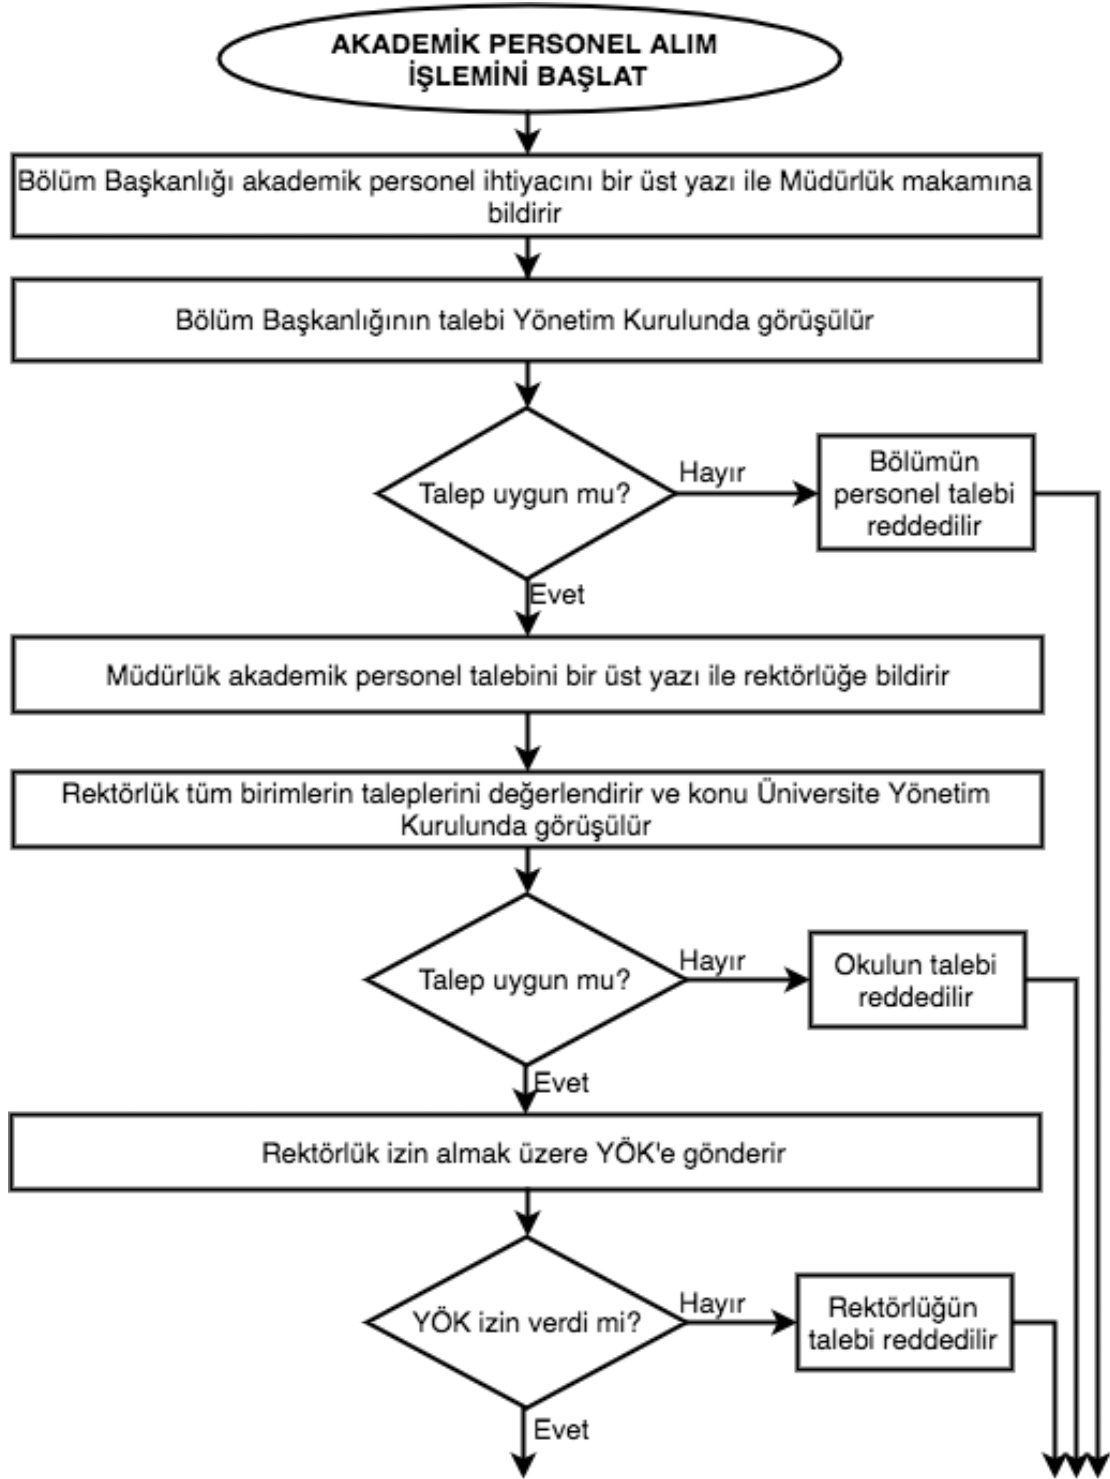 AKADEMİK PERSONEL ALIM
İŞLEMİNİ BAŞLAT
Bölüm Başkanlığı akademik personel ihtiyacını bir üst yazı ile Müdürlük makamına
bildirir
Bölüm Başkanlığının talebi Yönetim Kurulunda görüşülür
Talep uygun mu?
Hayır
Bölümün
personel talebi
reddedilir
Evet
Müdürlük akademik personel talebini bir üst yazı ile rektörlüğe bildirir
Rektörlük tüm birimlerin taleplerini değerlendirir ve konu Üniversite Yönetim
Kurulunda görüşülür
Talep uygun mu?
Hayır
Okulun talebi
reddedilir
Evet
Rektörlük izin almak üzere YÖK'e gönderir
YÖK izin verdi mi?
Hayır
Rektörlüğün
talebi reddedilir
Evet